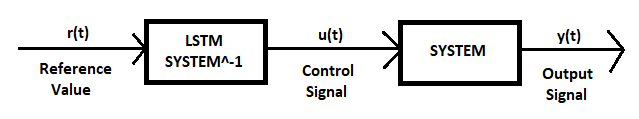 r(t)
Reference
Value
LSTM
SYSTEM^-1
u(t)
Control
Signal
SYSTEM
y(t)
Output
Signal